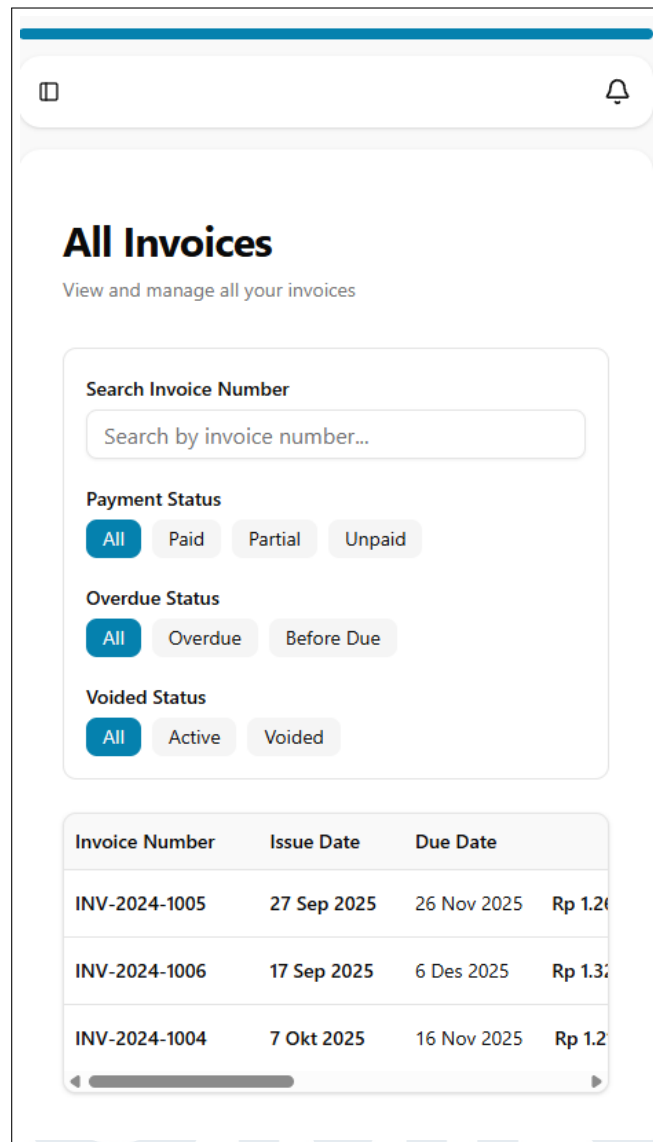 All Invoices
View and manage all your invoices
Search Invoice Number
Search by invoice number...
Payment Status
All Paid Partial Unpaid
Overdue Status
All Overdue Before Due
Voided Status
All Active Voided
Invoice Number Issue Date Due Date
INV-2024-1005 27 Sep 2025 26 Nov 2025 Rp
INV-2024-1006 17 Sep 2025 6 Des 2025 Rp
INV-2024-1004 7 Okt 2025 16 Nov 2025 Rp